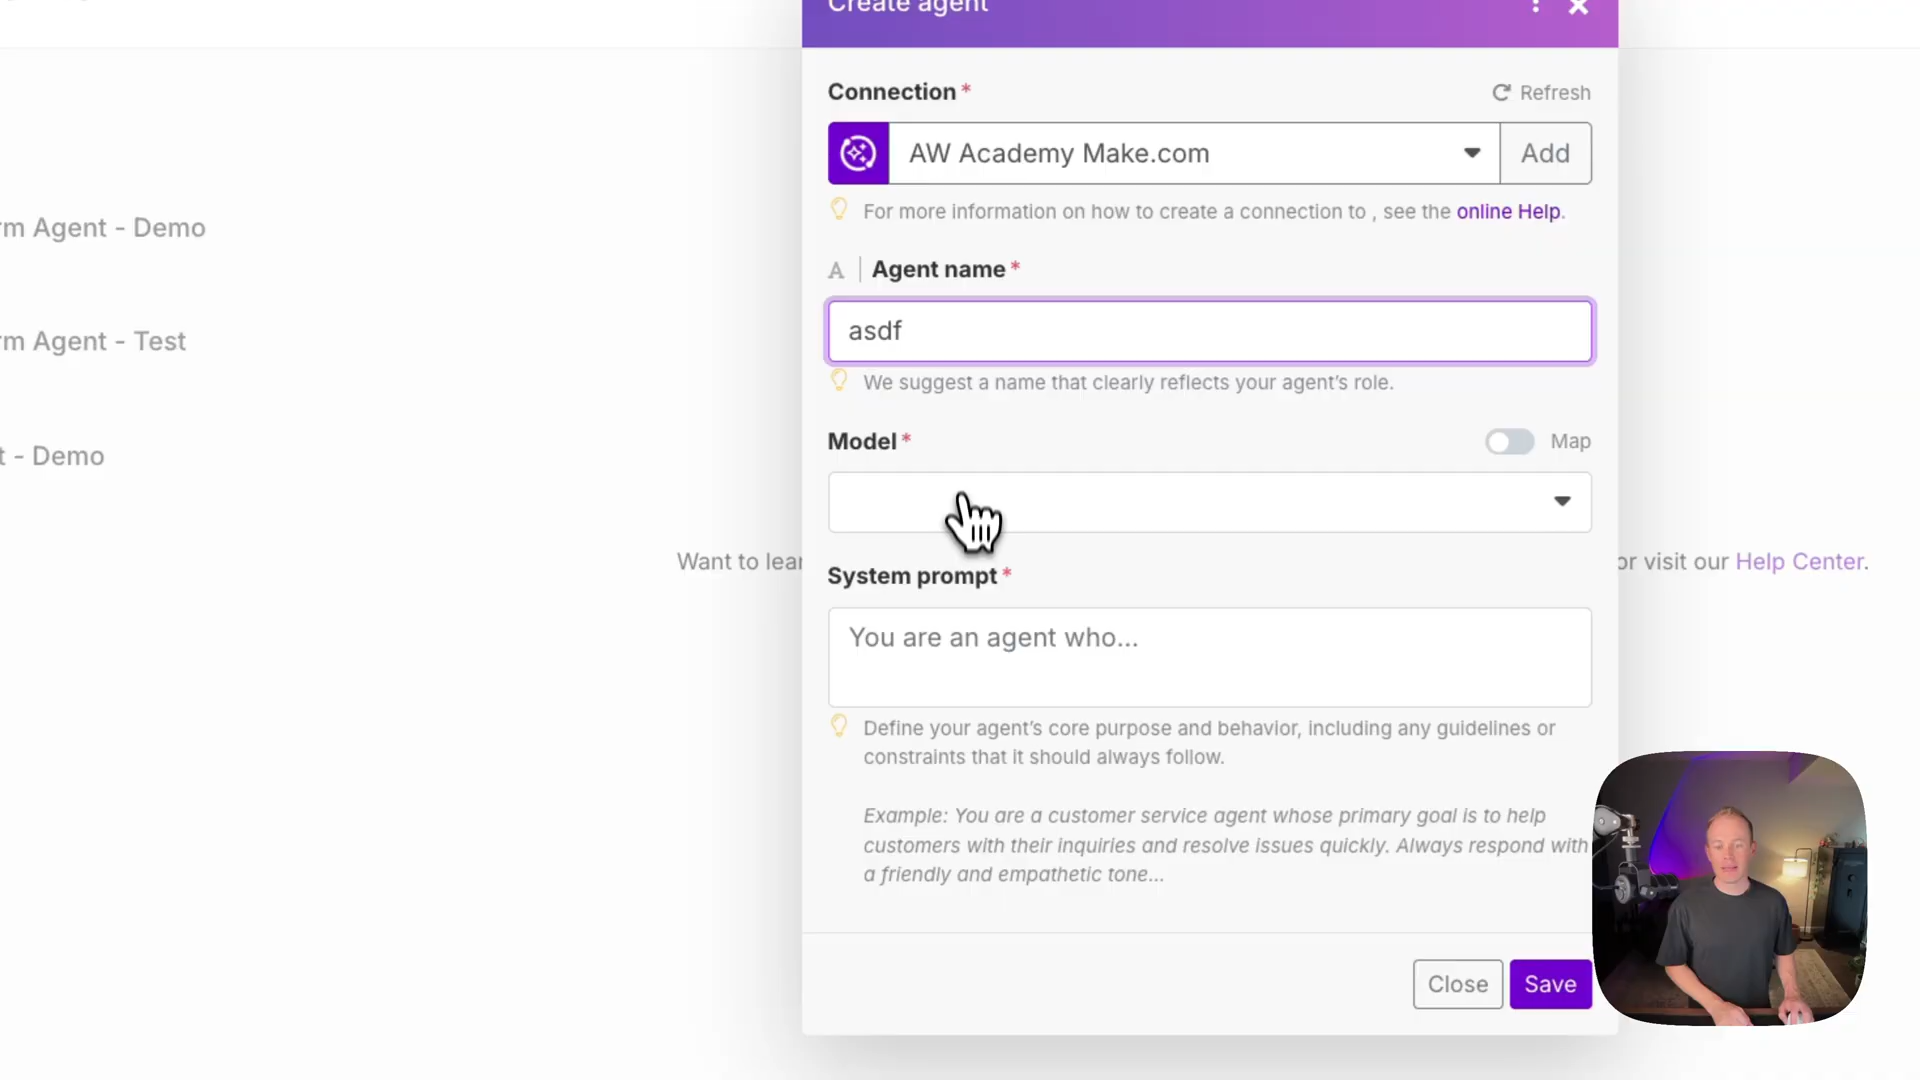 Create agent
Connection *
Refresh
AW Academy Make.com
Add
For more information on how to create a connection to , see the online Help.
A Agent name *
asdf
We suggest a name that clearly reflects your agent's role.
Model *
Map
System prompt *
You are an agent who...
Define your agent's core purpose and behavior, including any guidelines or
constraints that it should always follow.
Example: You are a customer service agent whose primary goal is to help
customers with their inquiries and resolve issues quickly. Always respond with
a friendly and empathetic tone...
Close
Save
Agent - Demo
Agent - Test
- Demo
Want to
or visit our Help Center.